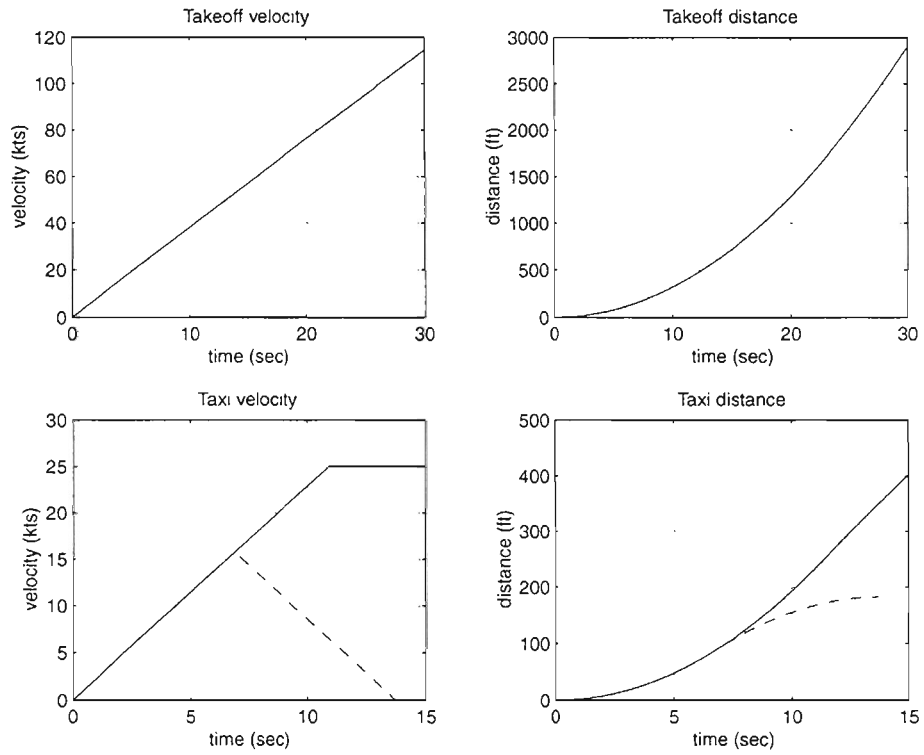 Takeoff velocity
120
100
80
60
40
20
0
velocity (kts)
0 10 20 30
time (sec)
Takeoff distance
3000
2500
2000
1500
1000
500
0
distance (ft)
0 10 20 30
time (sec)
Taxi velocity
30
25
20
15
10
5
0
velocity (kts)
0 5 10 15
time (sec)
Taxi distance
500
400
300
200
100
0
distance (ft)
0 5 10 15
time (sec)